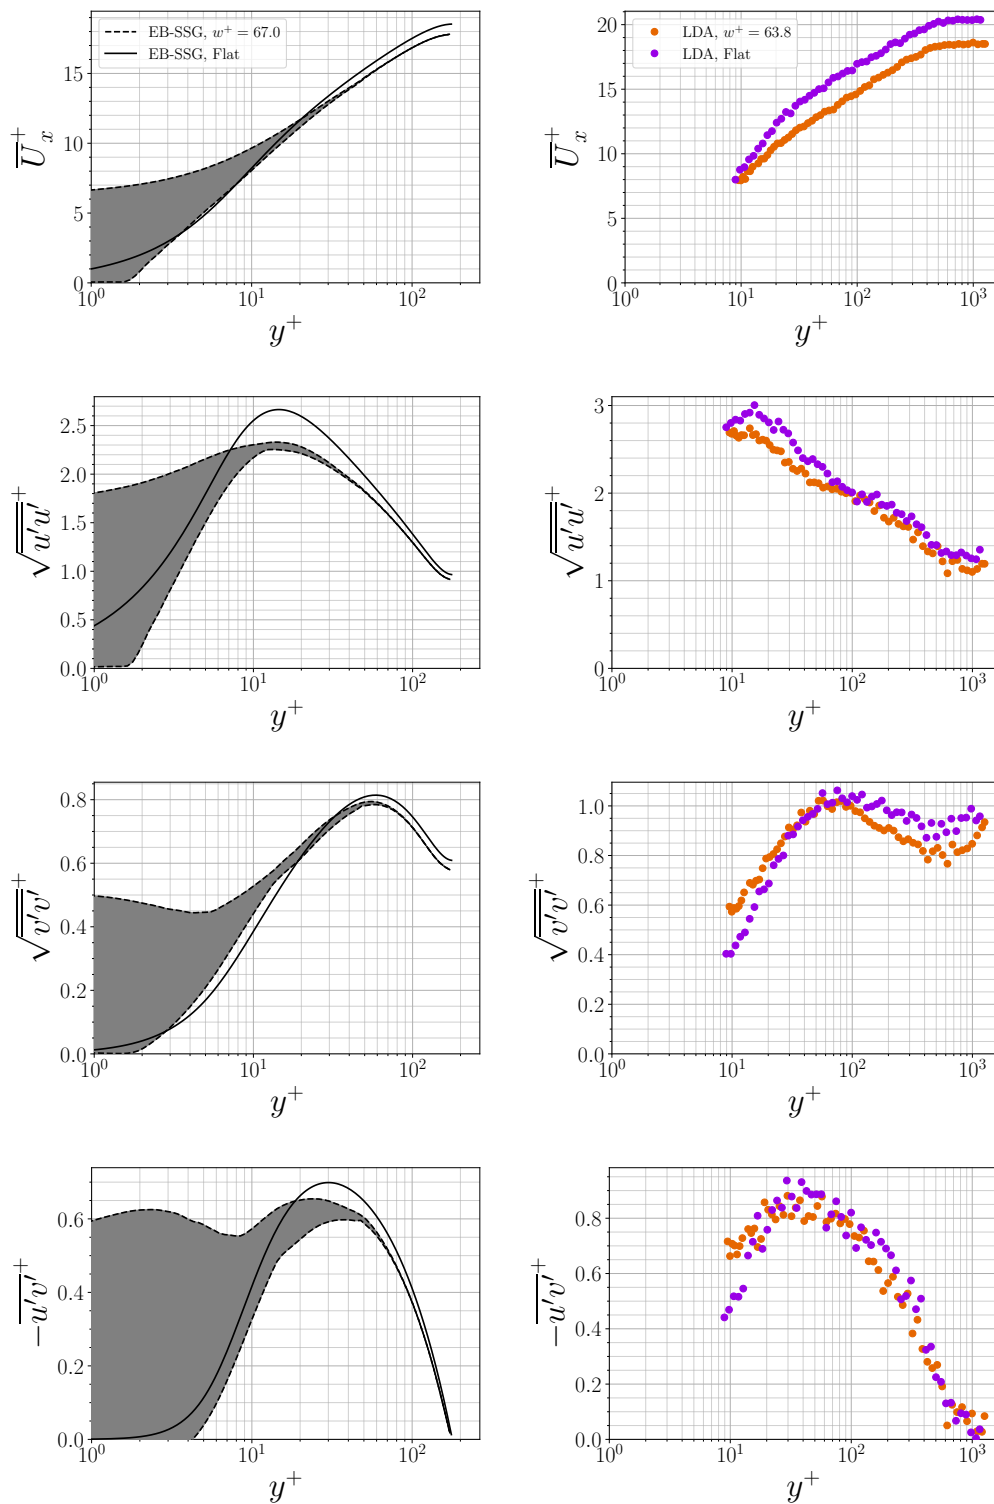 EB-SSG, w⁺ = 67.0
EB-SSG, Flat
15
10
5
0
10⁰ 10¹ 10²
y⁺
U̅ₓ⁺
LDA, w⁺ = 63.8
LDA, Flat
20
15
10
5
0
10⁰ 10¹ 10² 10³
y⁺
U̅ₓ⁺
2.5
2.0
1.5
1.0
0.5
0.0
10⁰ 10¹ 10²
y⁺
√u′u′⁺
3
2
1
0
10⁰ 10¹ 10² 10³
y⁺
√u′u′⁺
0.8
0.6
0.4
0.2
0.0
10⁰ 10¹ 10²
y⁺
√v′v′⁺
1.0
0.8
0.6
0.4
0.2
0.0
10⁰ 10¹ 10² 10³
y⁺
√v′v′⁺
0.6
0.4
0.2
0.0
10⁰ 10¹ 10²
y⁺
−u′v′⁺
0.8
0.6
0.4
0.2
0.0
10⁰ 10¹ 10² 10³
y⁺
−u′v′⁺